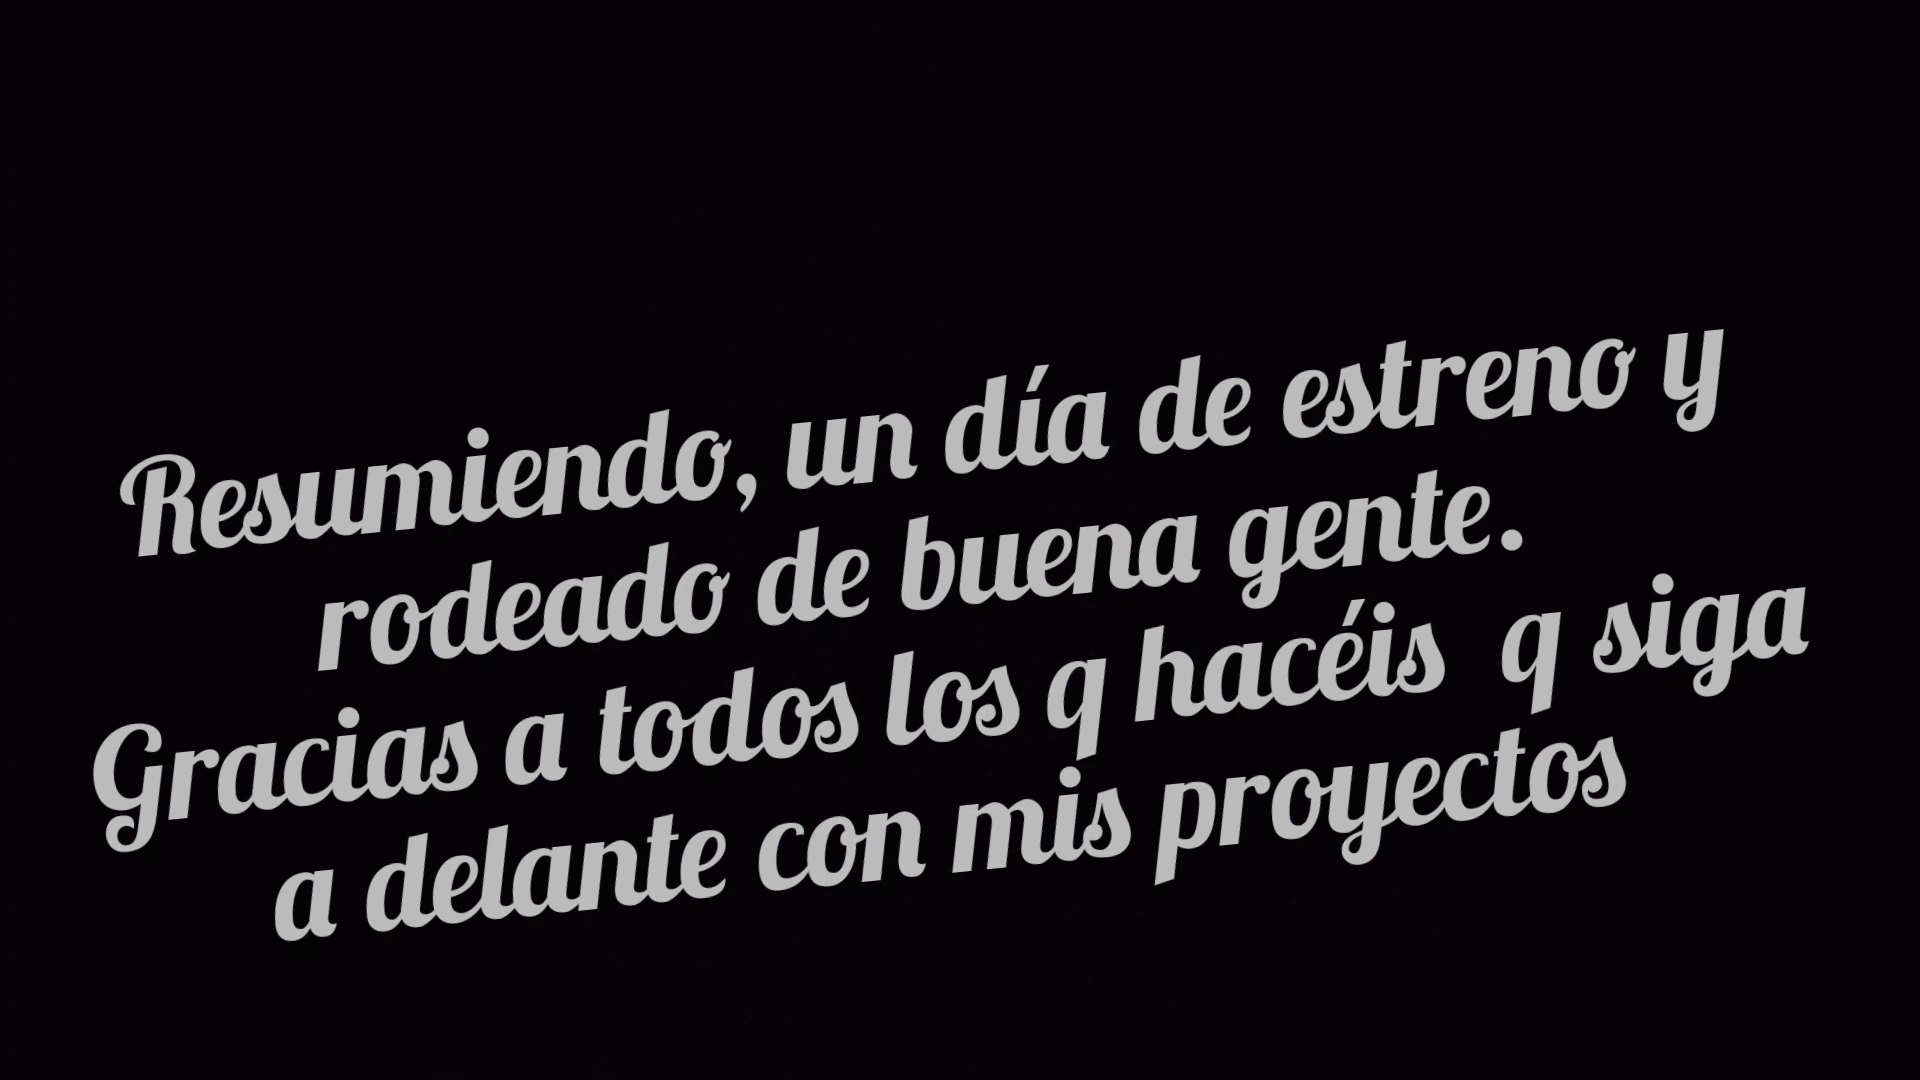 Resumiendo, un día de estreno y
rodeado de buena gente.
Gracias a todos los q hacéis  q siga
a delante con mis proyectos